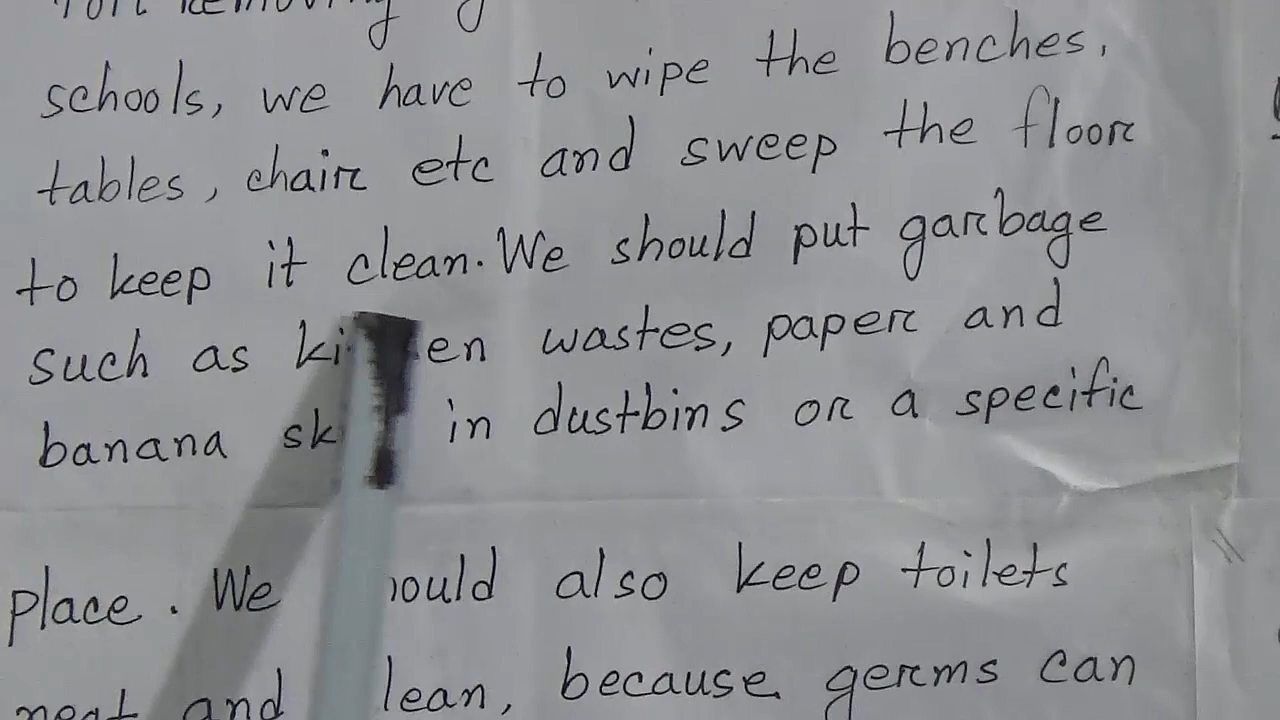 removing
schools, we have to wipe the benches,
tables, chair etc and sweep the floor
to keep it clean. We should put garbage
such as wastes, paper and
banana in dustbins or a specific
place. We also keep toilets
and because germs can